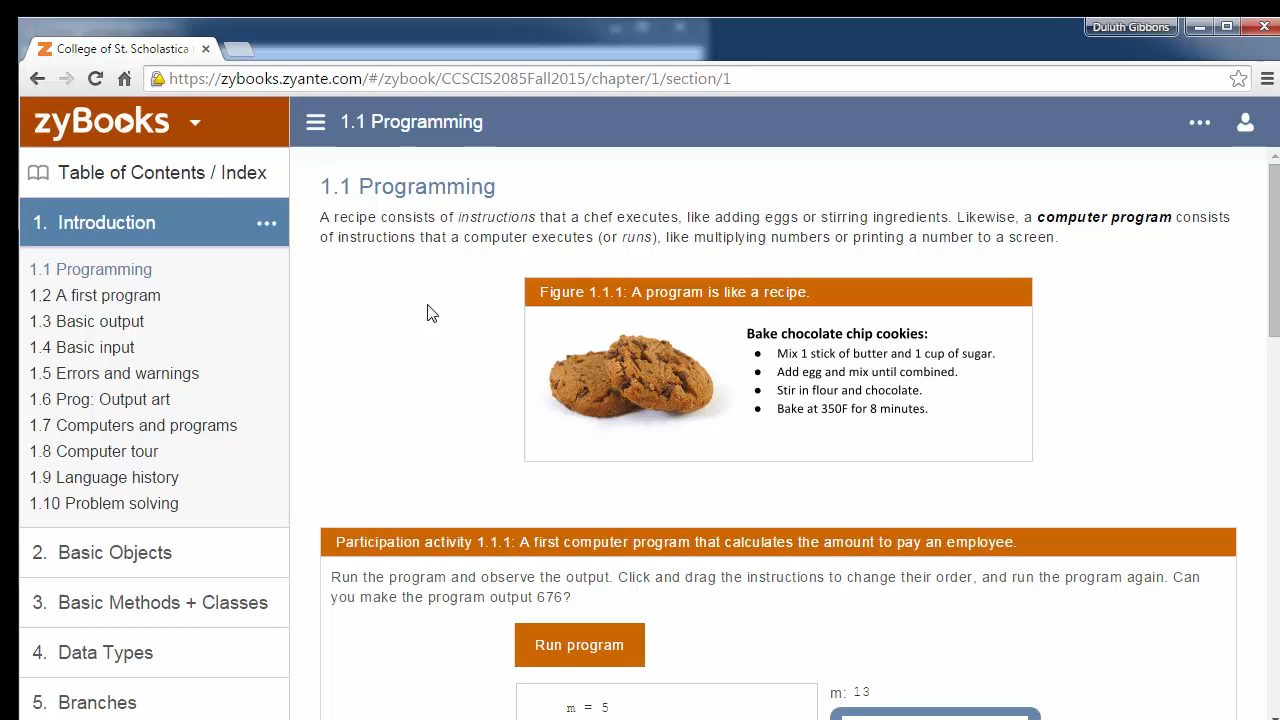 Duluth Gibbons
College of St. Scholastica
https://zybooks.zyante.com/#/zybook/CCSCIS2085Fall2015/chapter/1/section/1
zyBooks
1.1 Programming
Table of Contents / Index
1. Introduction
1.1 Programming
1.2 A first program
1.3 Basic output
1.4 Basic input
1.5 Errors and warnings
1.6 Prog: Output art
1.7 Computers and programs
1.8 Computer tour
1.9 Language history
1.10 Problem solving
2. Basic Objects
3. Basic Methods + Classes
4. Data Types
5. Branches
1.1 Programming
A recipe consists of instructions that a chef executes, like adding eggs or stirring ingredients. Likewise, a computer program consists
of instructions that a computer executes (or runs), like multiplying numbers or printing a number to a screen.
Figure 1.1.1: A program is like a recipe.
Bake chocolate chip cookies:
● Mix 1 stick of butter and 1 cup of sugar.
● Add egg and mix until combined.
● Stir in flour and chocolate.
● Bake at 350F for 8 minutes.
Participation activity 1.1.1: A first computer program that calculates the amount to pay an employee.
Run the program and observe the output. Click and drag the instructions to change their order, and run the program again. Can
you make the program output 676?
Run program
m = 5
m: 13